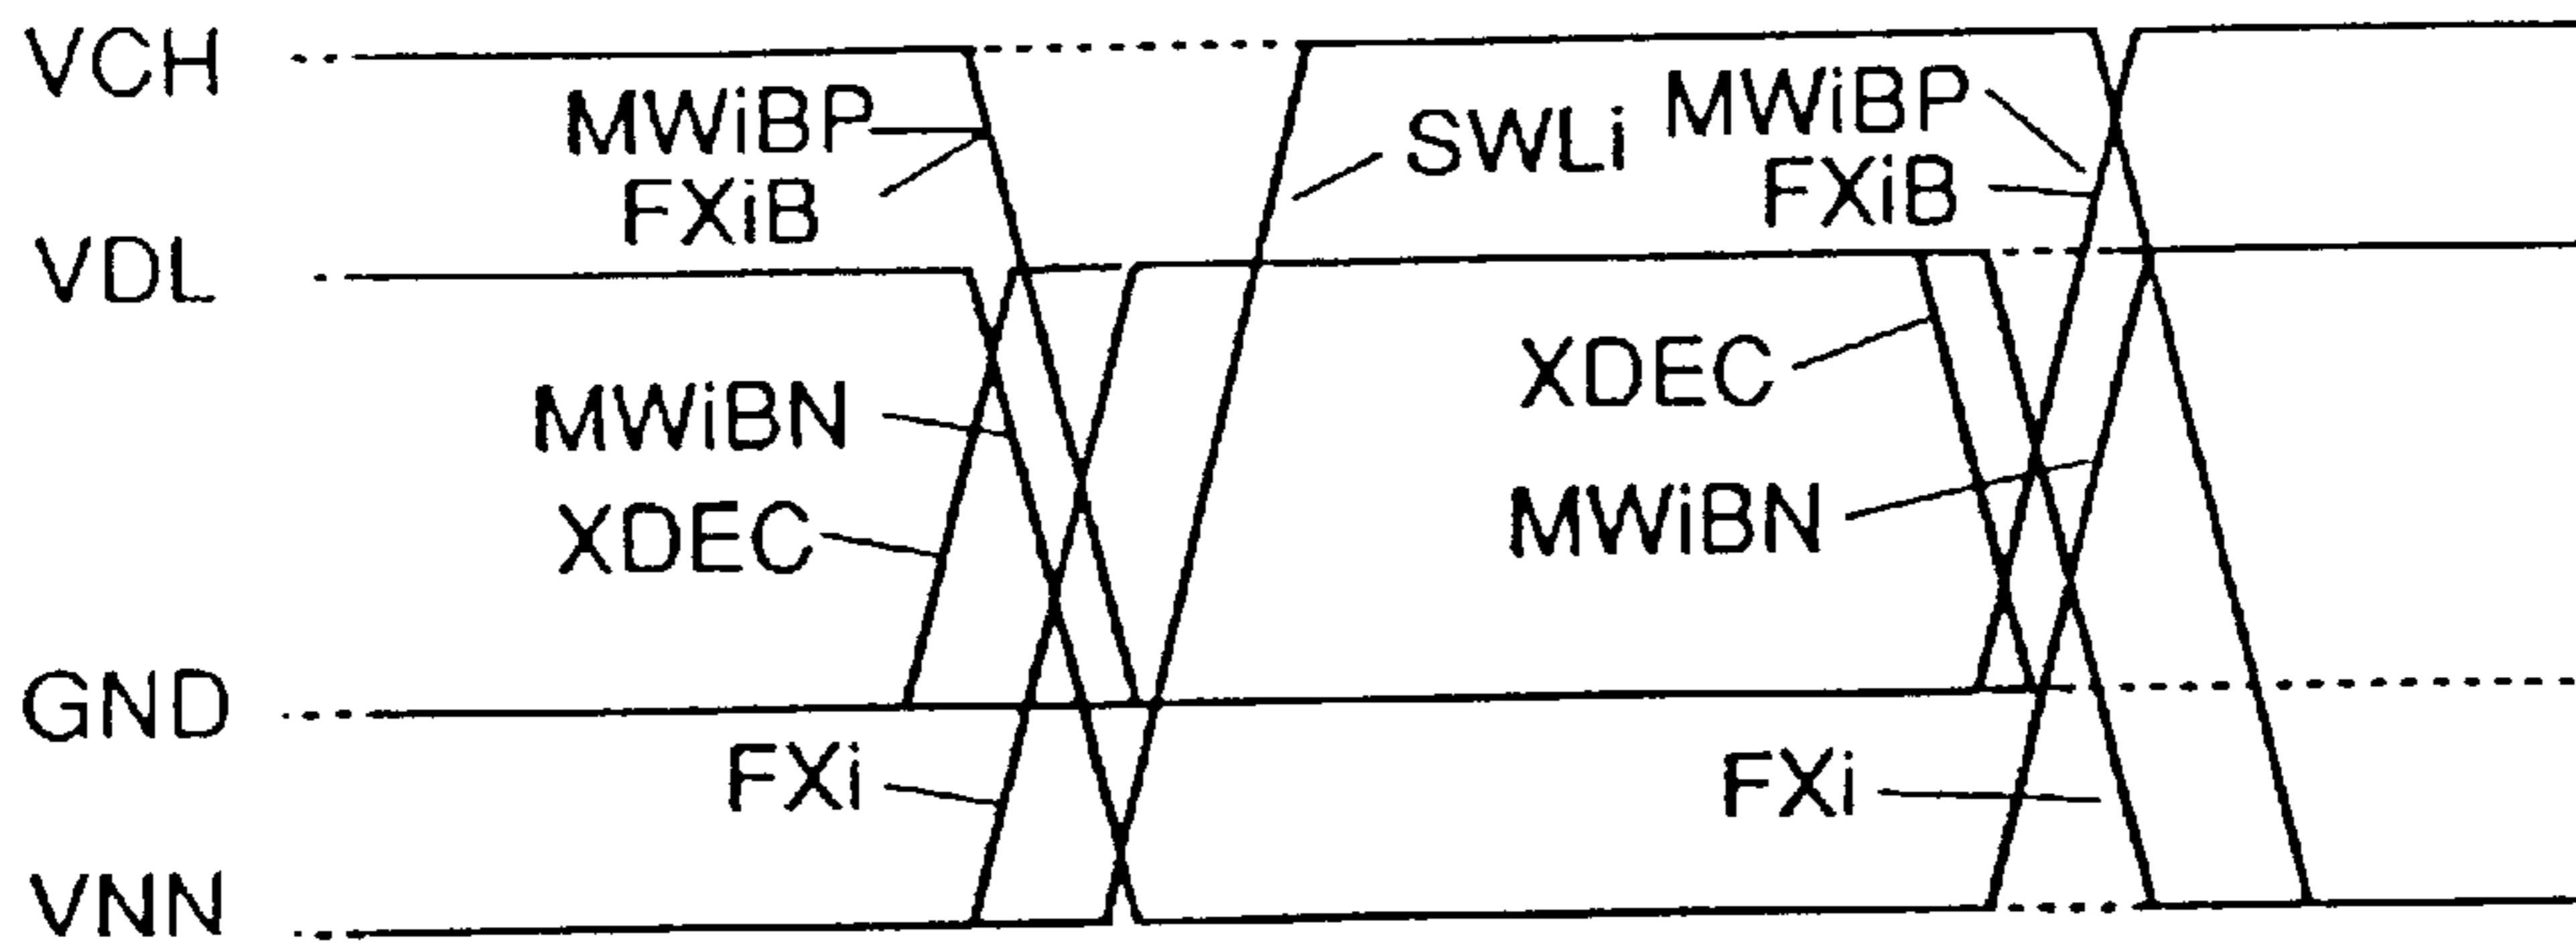 VCH
MWiBP
FXiB
SWLi
MWiBP
FXiB
VDL
MWiBN
XDEC
XDEC
MWiBN
GND
FXi
FXi
VNN